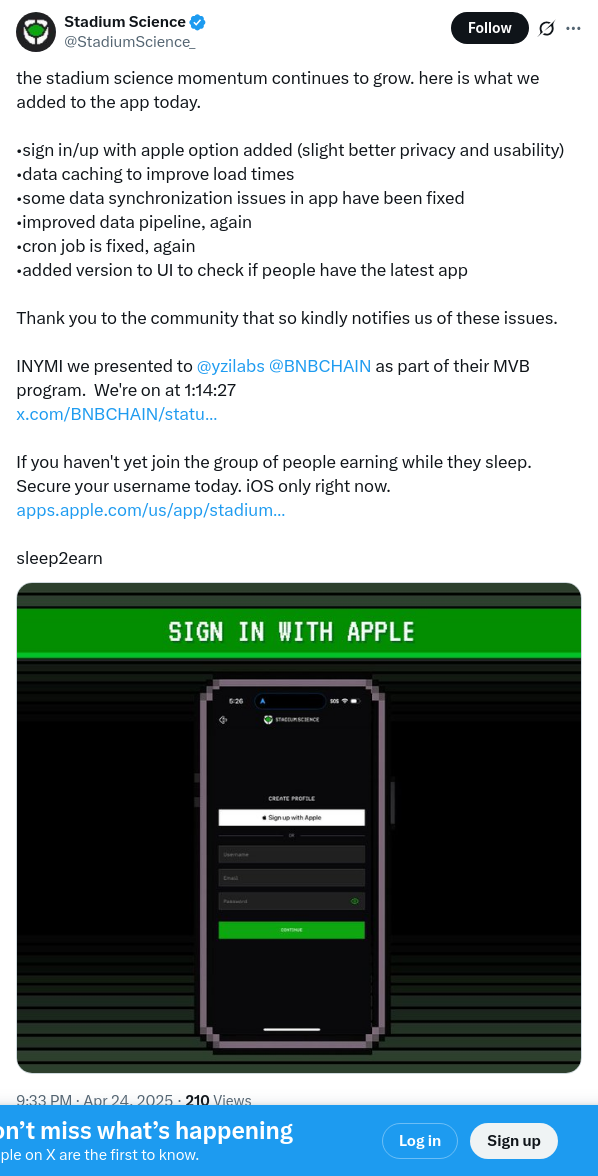 Stadium Science
@StadiumScience_
Follow
the stadium science momentum continues to grow. here is what we
added to the app today.
•sign in/up with apple option added (slight better privacy and usability)
•data caching to improve load times
•some data synchronization issues in app have been fixed
•improved data pipeline, again
•cron job is fixed, again
•added version to UI to check if people have the latest app
Thank you to the community that so kindly notifies us of these issues.
INYMI we presented to @yzilabs @BNBCHAIN as part of their MVB
program.  We're on at 1:14:27
x.com/BNBCHAIN/statu…
If you haven't yet join the group of people earning while they sleep.
Secure your username today. iOS only right now.
apps.apple.com/us/app/stadium…
sleep2earn
SIGN IN WITH APPLE
5:26
SOS
STADIUMSCIENCE
CREATE PROFILE
Sign up with Apple
OR
Username
Email
Password
CONTINUE
9:33 PM · Apr 24, 2025 · 210 Views
on't miss what's happening
ple on X are the first to know.
Log in
Sign up